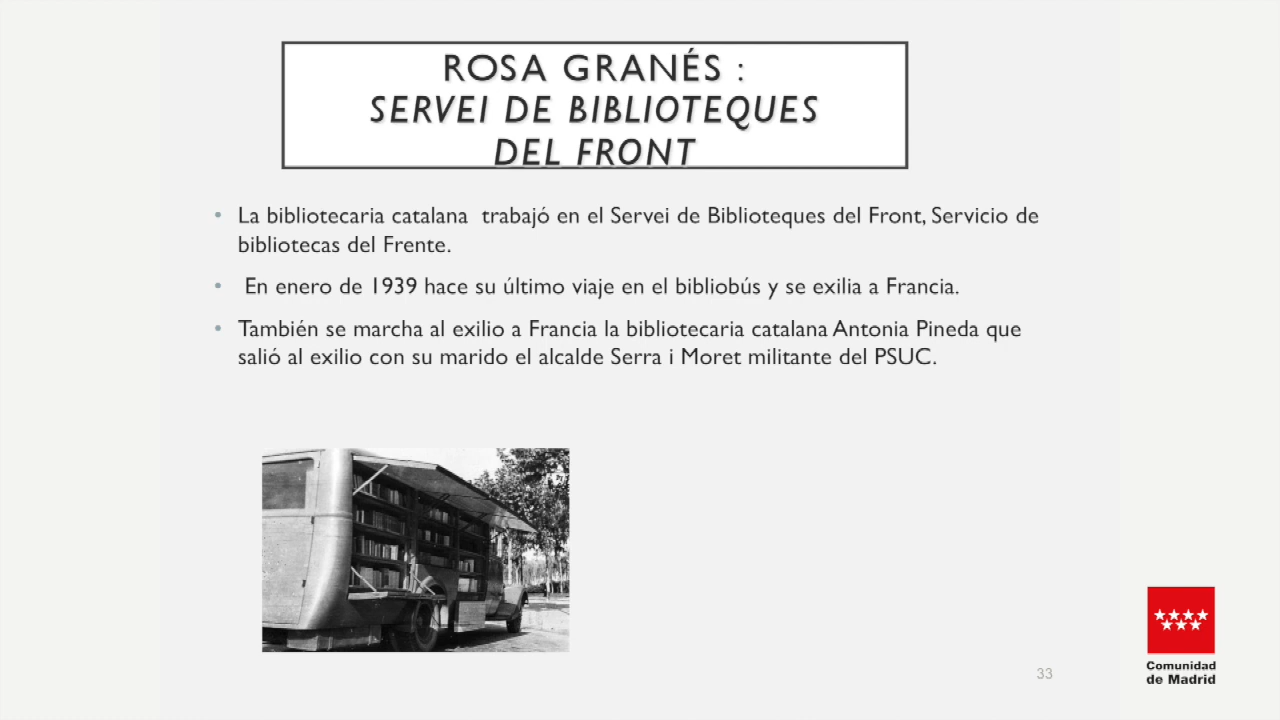 ROSA GRANÉS :
SERVEI DE BIBLIOTEQUES
DEL FRONT
• La bibliotecaria catalana trabajó en el Servei de Biblioteques del Front, Servicio de
bibliotecas del Frente.
• En enero de 1939 hace su último viaje en el bibliobús y se exilia a Francia.
• También se marcha al exilio a Francia la bibliotecaria catalana Antonia Pineda que
salió al exilio con su marido el alcalde Serra i Moret militante del PSUC.
33
Comunidad
de Madrid